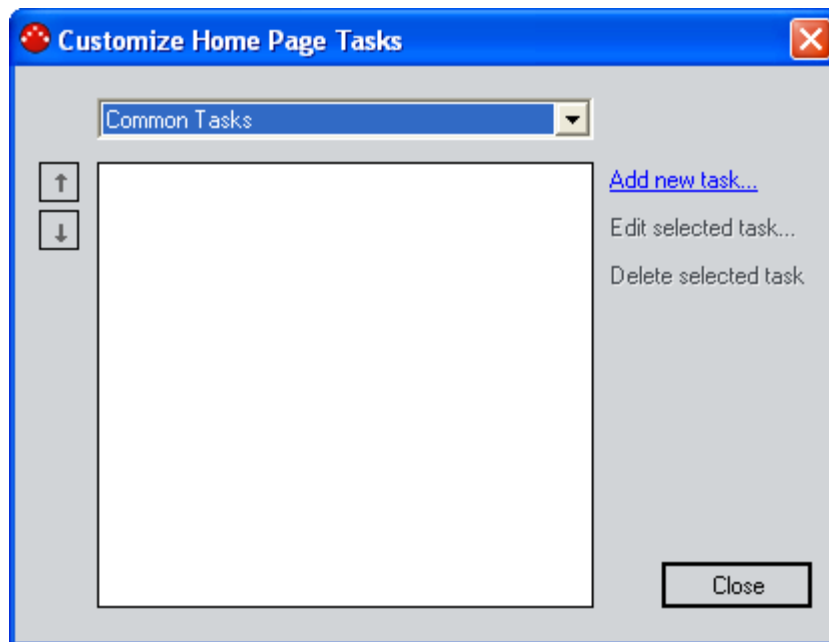 Customize Home Page Tasks
Common Tasks
Add new task...
Edit selected task...
Delete selected task
Close